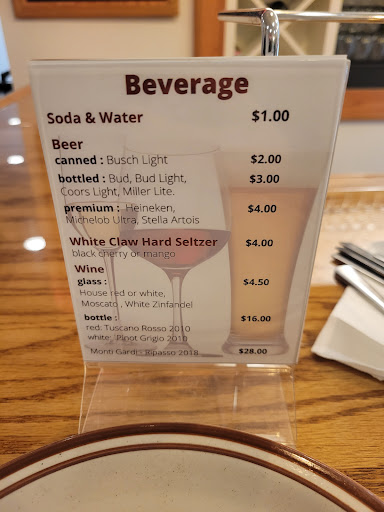 Beverage
Soda & Water $1.00
Beer
canned : Busch Light $2.00
bottled : Bud, Bud Light, $3.00
Coors Light, Miller Lite.
premium : Heineken, $4.00
Michelob Ultra, Stella Artois
White Claw Hard Seltzer $4.00
black cherry or mango
Wine
glass : $4.50
House red or white,
Moscato , White Zinfandel
bottle : $16.00
red: Tuscano Rosso 2010
white: Pinot Grigio 2010
Monti Garbi Ripasso 2018 $28.00